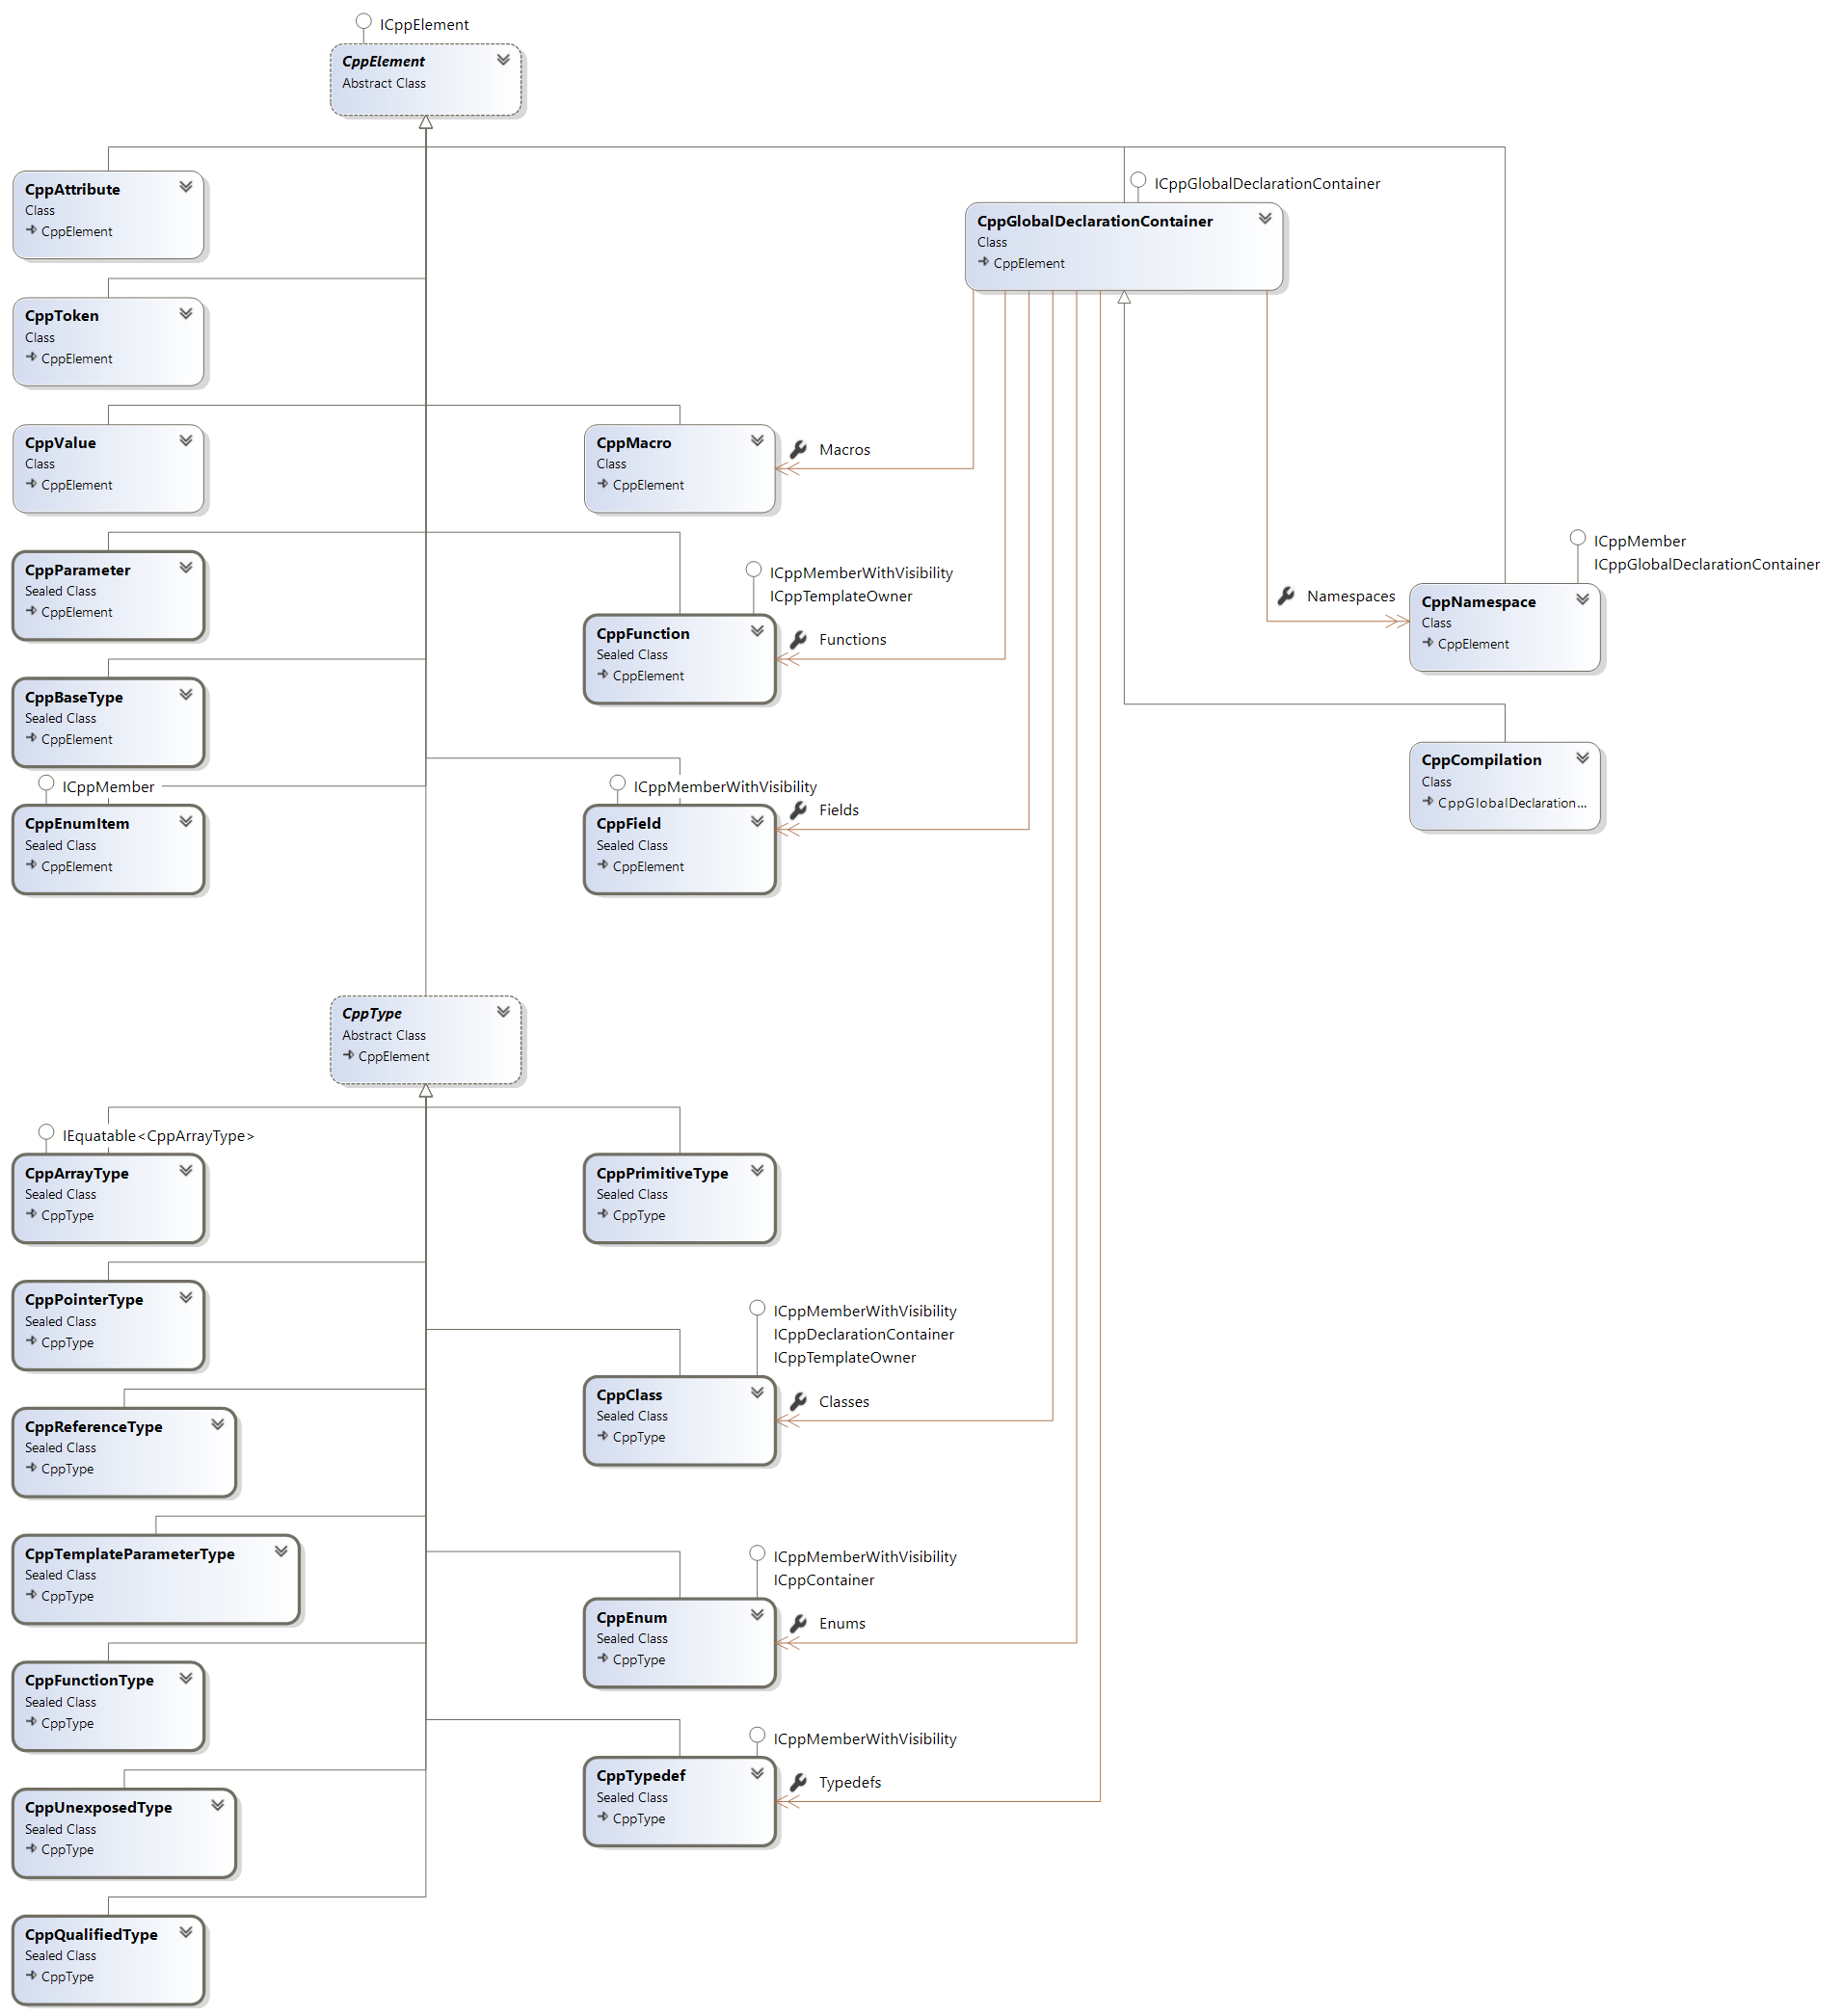 ICppElement
CppElement
Abstract Class
CppAttribute
Class
CppElement
ICppGlobalDeclarationContainer
CppGlobalDeclarationContainer
Class
CppElement
CppToken
Class
CppElement
CppValue
Class
CppElement
CppMacro
Class
CppElement
Macros
CppParameter
Sealed Class
CppElement
ICppMemberWithVisibility
ICppTemplateOwner
CppFunction
Sealed Class
CppElement
Functions
ICppMember
ICppGlobalDeclarationContainer
Namespaces
CppNamespace
Class
CppElement
CppBaseType
Sealed Class
CppElement
ICppMember
CppEnumItem
Sealed Class
CppElement
ICppMemberWithVisibility
CppField
Sealed Class
CppElement
Fields
CppCompilation
Class
CppGlobalDeclaration...
CppType
Abstract Class
CppElement
IEquatable<CppArrayType>
CppArrayType
Sealed Class
CppType
CppPrimitiveType
Sealed Class
CppType
CppPointerType
Sealed Class
CppType
ICppMemberWithVisibility
ICppDeclarationContainer
ICppTemplateOwner
CppClass
Sealed Class
CppType
Classes
CppReferenceType
Sealed Class
CppType
CppTemplateParameterType
Sealed Class
CppType
ICppMemberWithVisibility
ICppContainer
CppEnum
Sealed Class
CppType
Enums
CppFunctionType
Sealed Class
CppType
ICppMemberWithVisibility
CppTypedef
Sealed Class
CppType
Typedefs
CppUnexposedType
Sealed Class
CppType
CppQualifiedType
Sealed Class
CppType